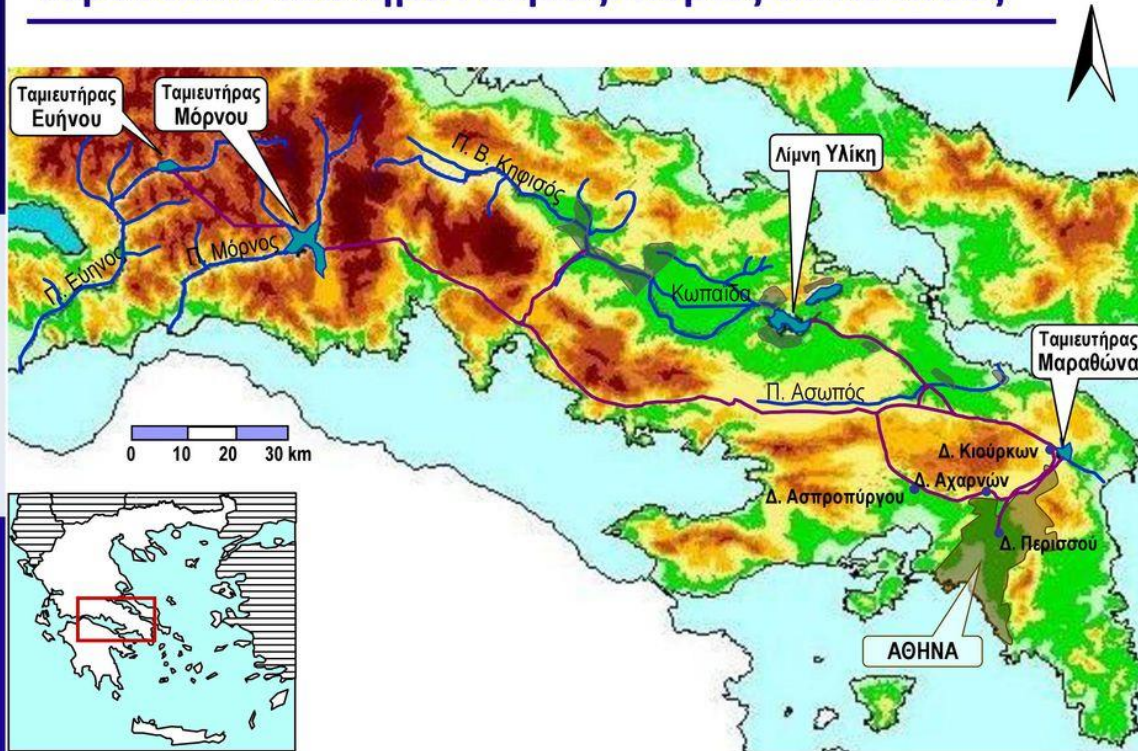 Ταμιευτήρας
Ευήνου
Ταμιευτήρας
Μόρνου
Π. Β. Κηφισός
Λίμνη Υλίκη
Π. Εύηνος
Π. Μόρνος
Κωπαΐδα
Ταμιευτήρας
Μαραθώνα
Π. Ασωπός
0 10 20 30 km
Δ. Κιούρκων
Δ. Αχαρνών
Δ. Ασπροπύργου
Δ. Περισσού
ΑΘΗΝΑ